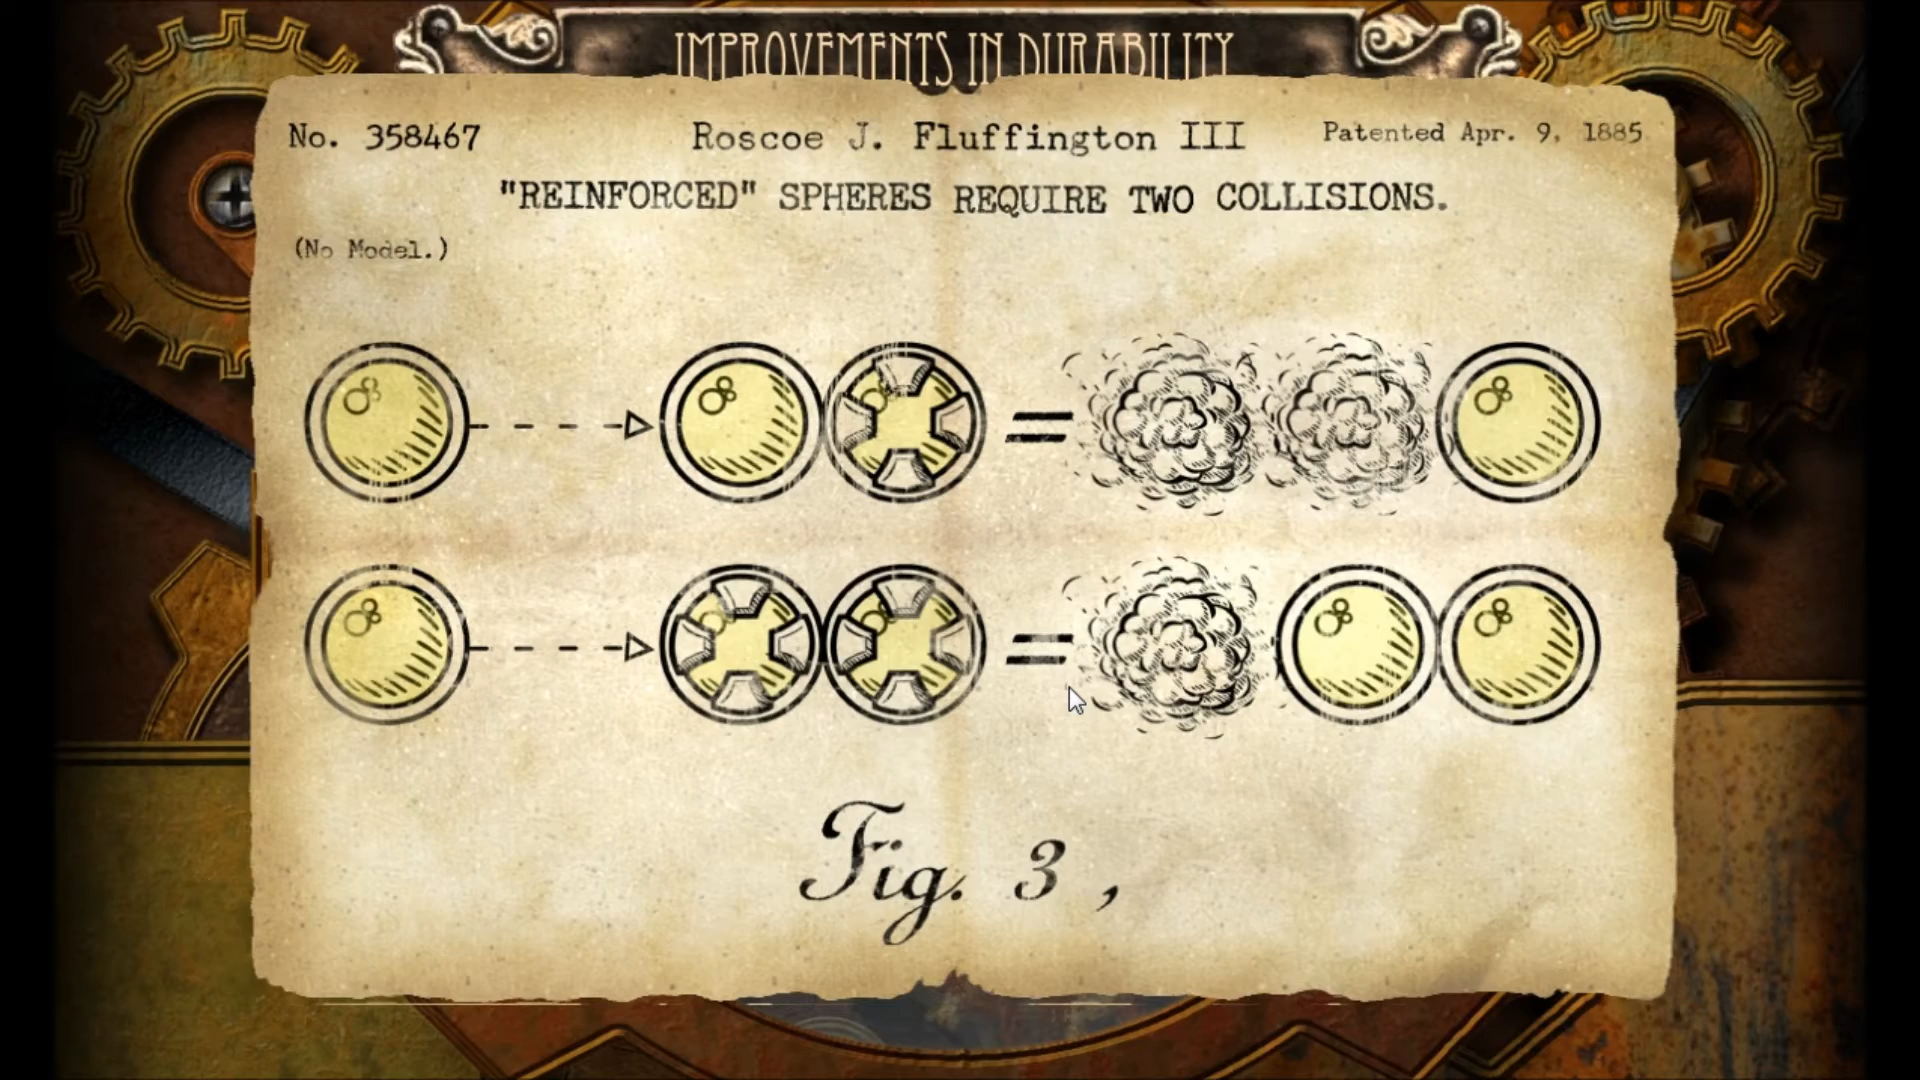 IMPROVEMENTS IN DURABILITY
No. 358467
Roscoe J. Fluffington III
Patented Apr. 9, 1885
"REINFORCED" SPHERES REQUIRE TWO COLLISIONS.
(No Model.)
Fig. 3 ,